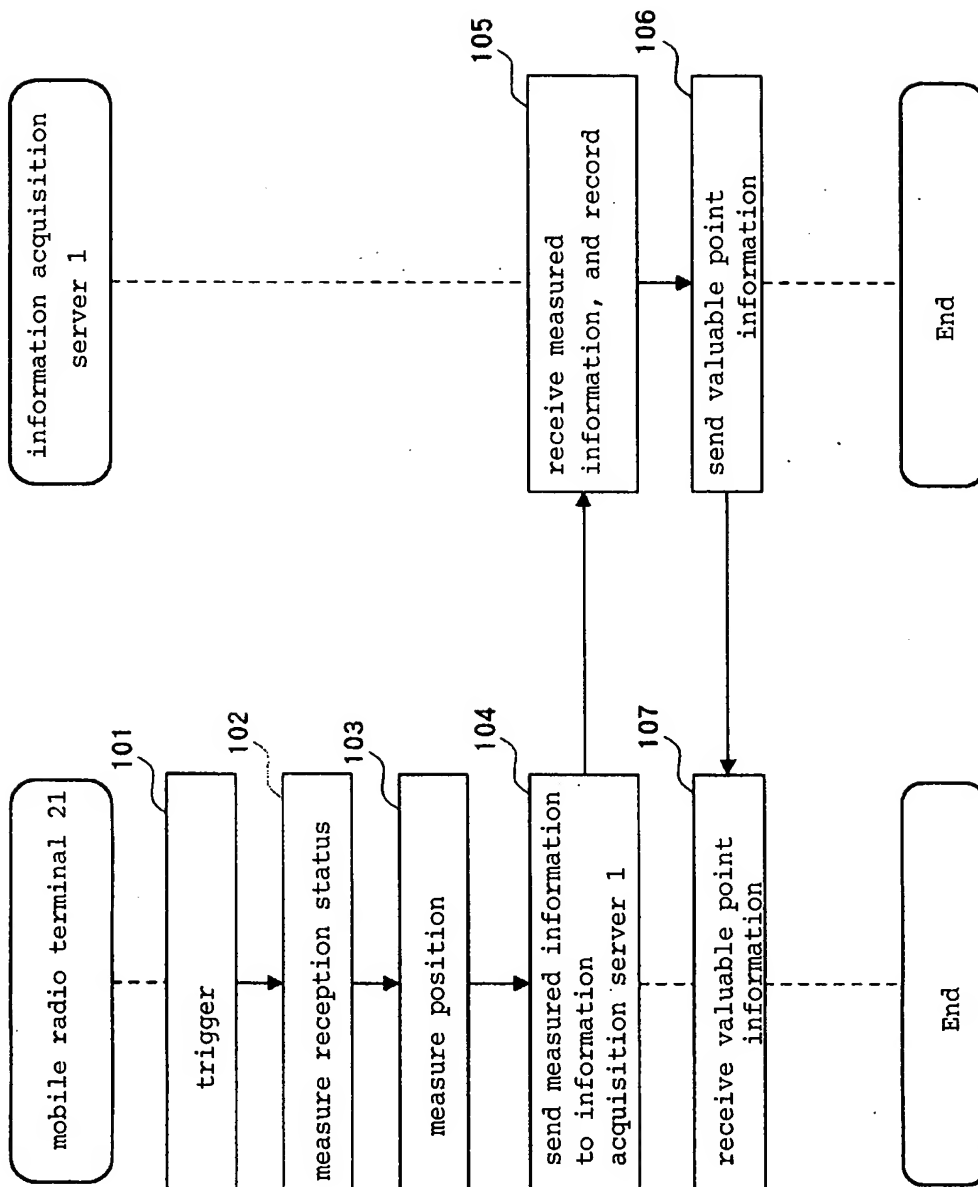 mobile radio terminal 21
101
trigger
102
measure reception status
103
measure position
104
send measured information
to information
acquisition server 1
107
receive valuable point
information
End
information acquisition
server 1
105
receive measured
information, and record
106
send valuable point
information
End